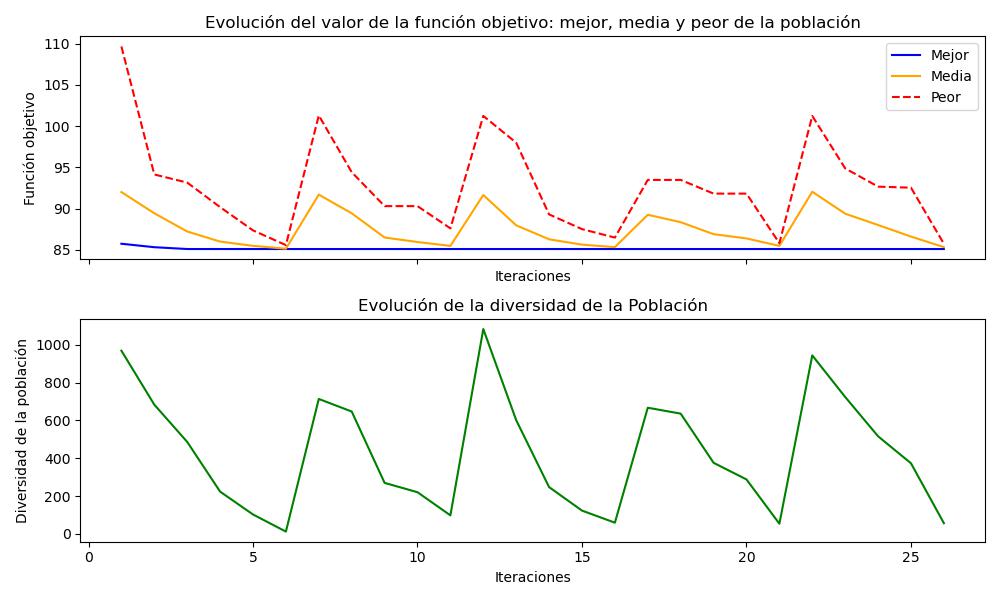 Evolución del valor de la función objetivo: mejor, media y peor de la población
Función objetivo
110
105
100
95
90
85
Mejor
Media
Peor
Iteraciones
Evolución de la diversidad de la Población
Diversidad de la población
1000
800
600
400
200
0
0 5 10 15 20 25
Iteraciones